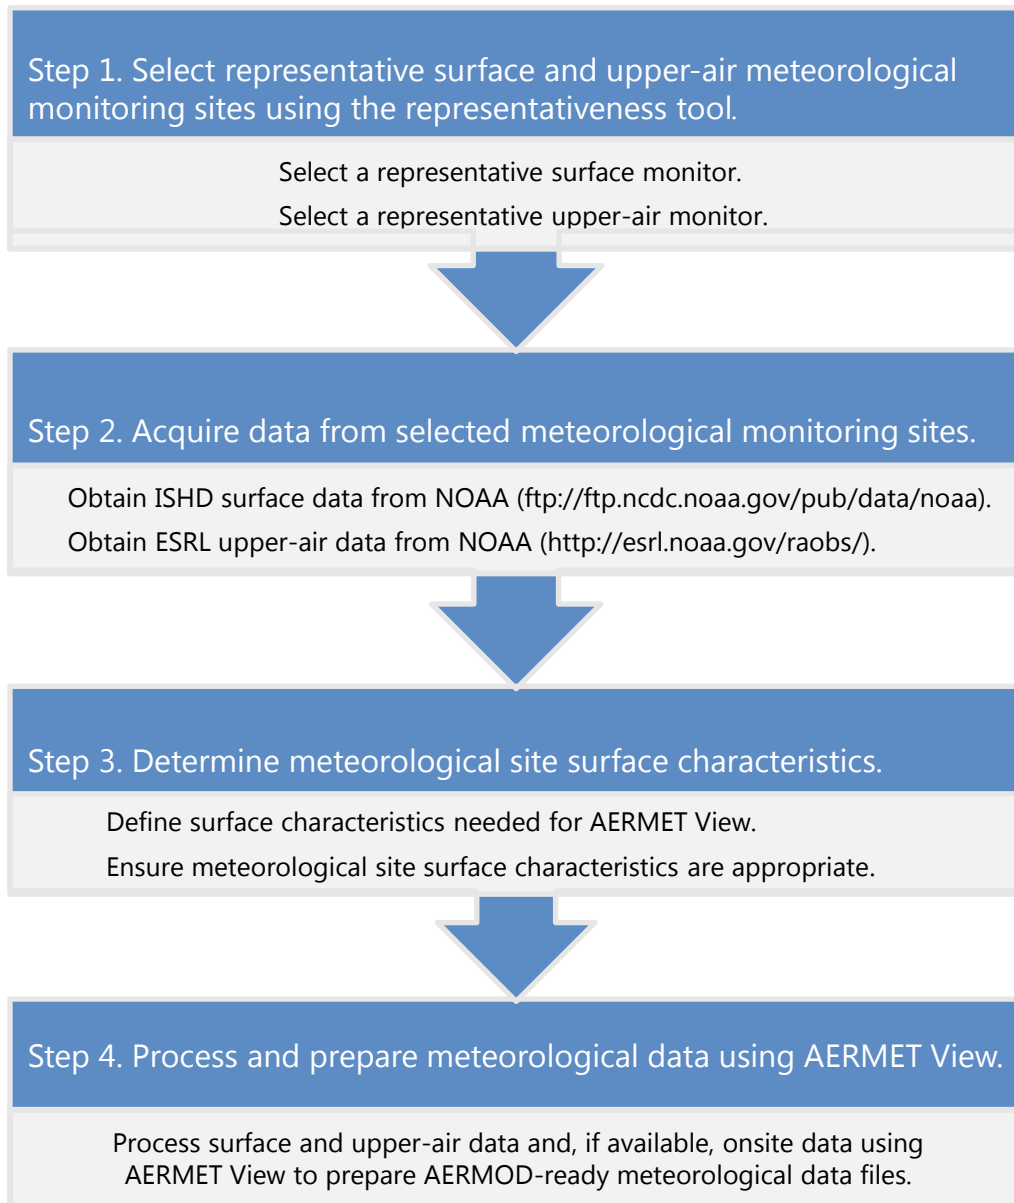 Step 1. Select representative surface and upper-air meteorological
monitoring sites using the representativeness tool.
Select a representative surface monitor.
Select a representative upper-air monitor.
Step 2. Acquire data from selected meteorological monitoring sites.
Obtain ISHD surface data from NOAA (ftp://ftp.ncdc.noaa.gov/pub/data/noaa).
Obtain ESRL upper-air data from NOAA (http://esrl.noaa.gov/raobs/).
Step 3. Determine meteorological site surface characteristics.
Define surface characteristics needed for AERMET View.
Ensure meteorological site surface characteristics are appropriate.
Step 4. Process and prepare meteorological data using AERMET View.
Process surface and upper-air data and, if available, onsite data using
AERMET View to prepare AERMOD-ready meteorological data files.